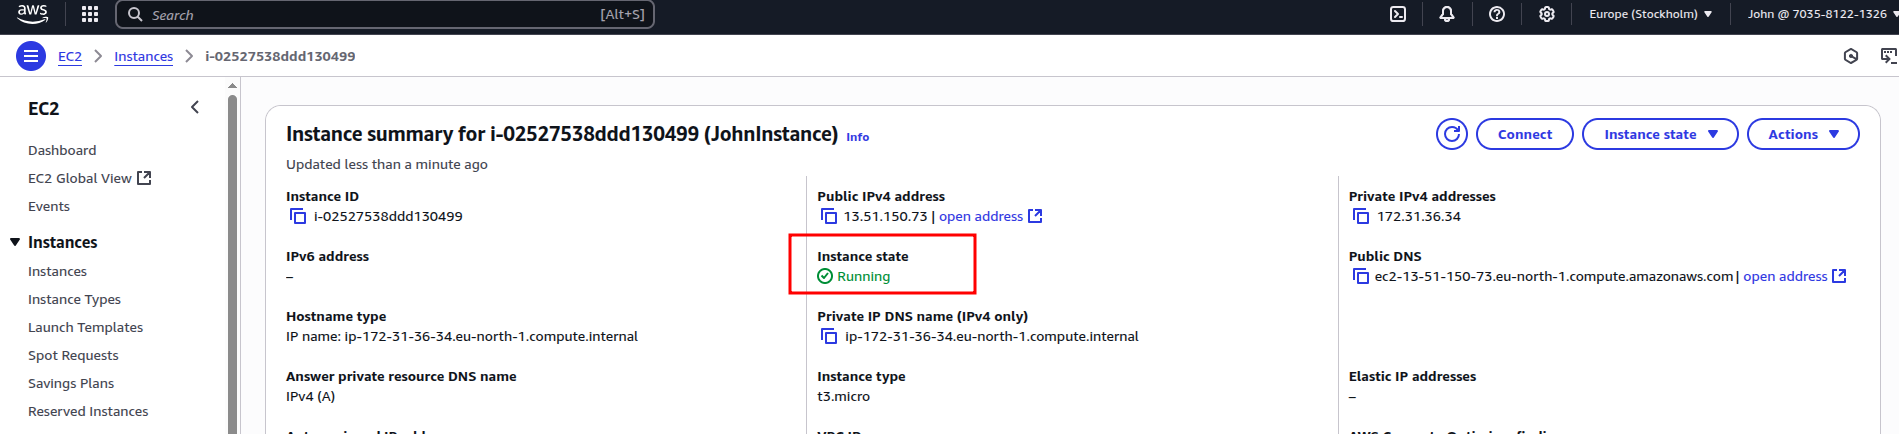 aws
Search
[Alt+S]
Europe (Stockholm)
John @ 7035-8122-1326
EC2
Instances
i-02527538ddd130499
EC2
Dashboard
EC2 Global View
Events
Instances
Instances
Instance Types
Launch Templates
Spot Requests
Savings Plans
Reserved Instances
Instance summary for i-02527538ddd130499 (JohnInstance) Info
Updated less than a minute ago
Connect
Instance state
Actions
Instance ID
i-02527538ddd130499
Public IPv4 address
13.51.150.73 | open address
Private IPv4 addresses
172.31.36.34
IPv6 address
–
Instance state
Running
Public DNS
ec2-13-51-150-73.eu-north-1.compute.amazonaws.com | open address
Hostname type
IP name: ip-172-31-36-34.eu-north-1.compute.internal
Private IP DNS name (IPv4 only)
ip-172-31-36-34.eu-north-1.compute.internal
Answer private resource DNS name
IPv4 (A)
Instance type
t3.micro
Elastic IP addresses
–